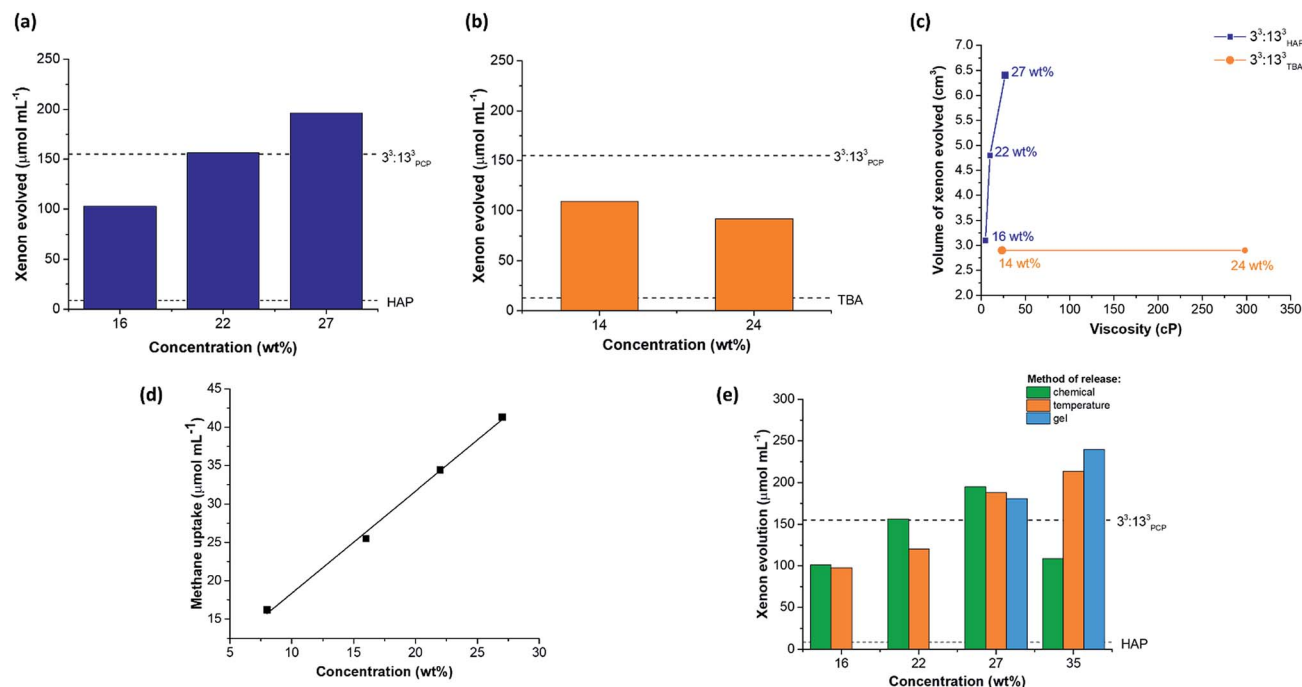 (a)
Xenon evolved (μmol mL⁻¹)
250
200
150
100
50
0
3³:13³PCP
HAP
16
22
27
Concentration (wt%)
(b)
Xenon evolved (μmol mL⁻¹)
250
200
150
100
50
0
3³:13³PCP
TBA
14
24
Concentration (wt%)
(c)
3³:13³HAP
3³:13³TBA
Volume of xenon evolved (cm³)
7.0
6.5
6.0
5.5
5.0
4.5
4.0
3.5
3.0
2.5
2.0
27 wt%
22 wt%
16 wt%
14 wt%
24 wt%
0
50
100
150
200
250
300
350
Viscosity (cP)
(d)
Methane uptake (μmol mL⁻¹)
45
40
35
30
25
20
15
5
10
15
20
25
30
Concentration (wt%)
(e)
Method of release:
chemical
temperature
gel
Xenon evolution (μmol mL⁻¹)
300
250
200
150
100
50
0
3³:13³PCP
HAP
16
22
27
35
Concentration (wt%)